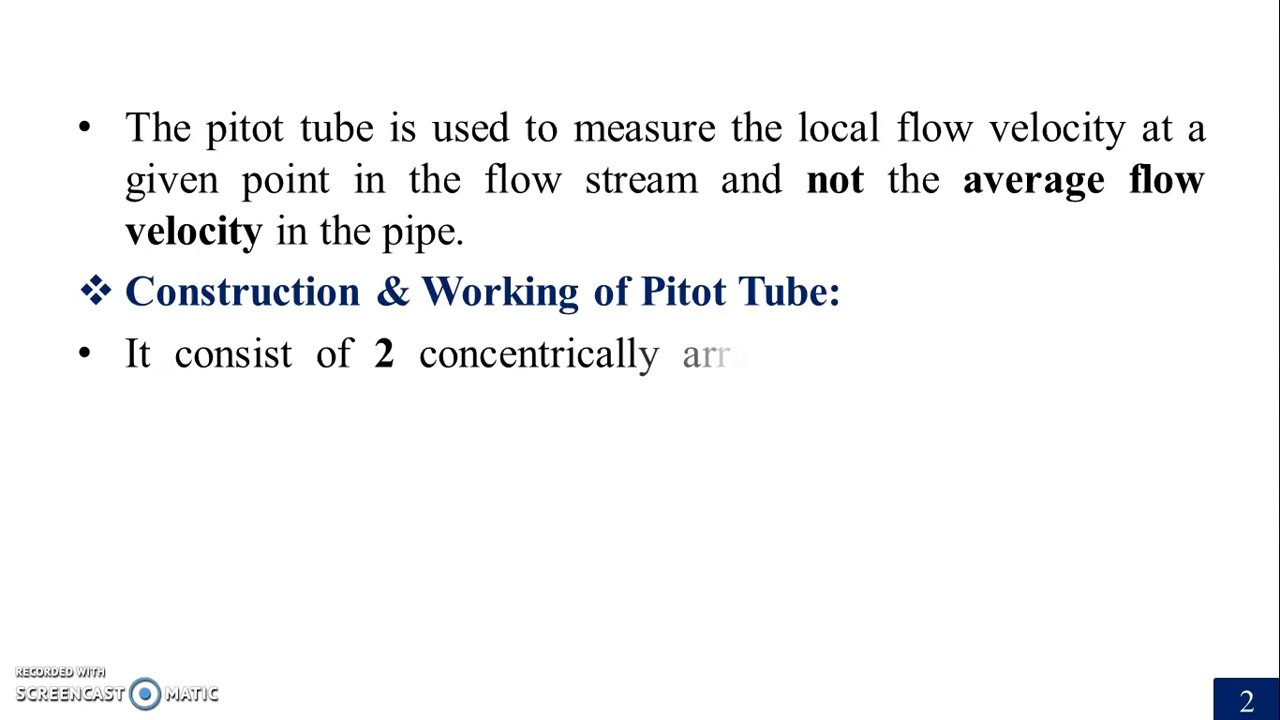 • The pitot tube is used to measure the local flow velocity at a
given point in the flow stream and not the average flow
velocity in the pipe.
❖ Construction & Working of Pitot Tube:
• It consist of 2 concentrically
RECORDED WITH
SCREENCAST MATIC
2